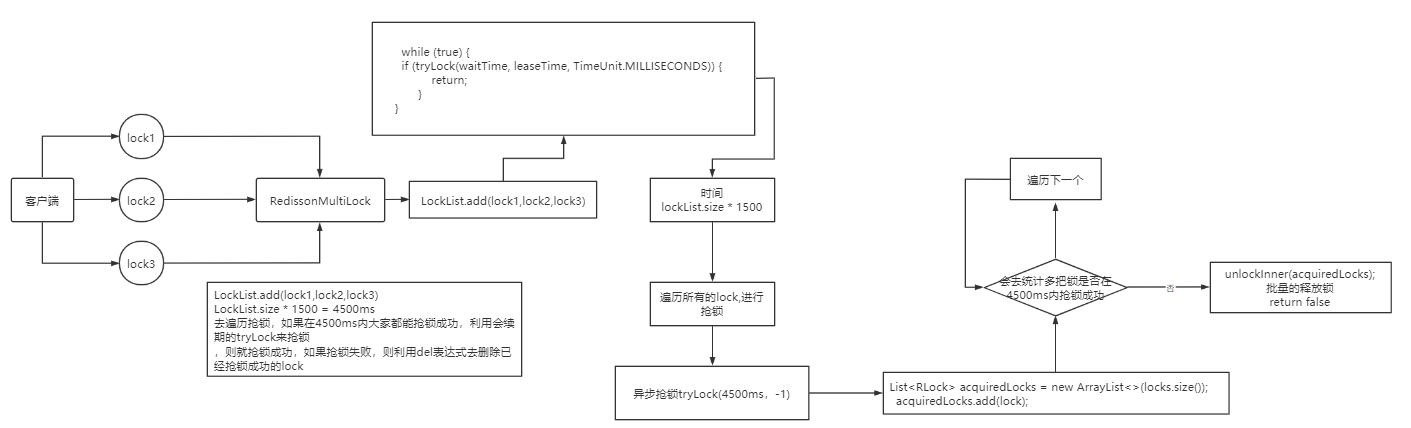 while (true) {
if (tryLock(waitTime, leaseTime, TimeUnit.MILLISECONDS)) {
return;
}
}
lock1
客户端
lock2
RedissonMultiLock
LockList.add(lock1,lock2,lock3)
lock3
时间
lockList.size * 1500
遍历所有的lock,进行
抢锁
异步抢锁tryLock(4500ms，-1)
LockList.add(lock1,lock2,lock3)
LockList.size * 1500 = 4500ms
去遍历抢锁，如果在4500ms内大家都能抢锁成功，利用会续
期的tryLock来抢锁
，则就抢锁成功，如果抢锁失败，则利用del表达式去删除已
经抢锁成功的lock
List<RLock> acquiredLocks = new ArrayList<>(locks.size());
acquiredLocks.add(lock);
遍历下一个
会去统计多把锁是否在
4500ms内抢锁成功
否
unlockInner(acquiredLocks);
批量的释放锁
return false